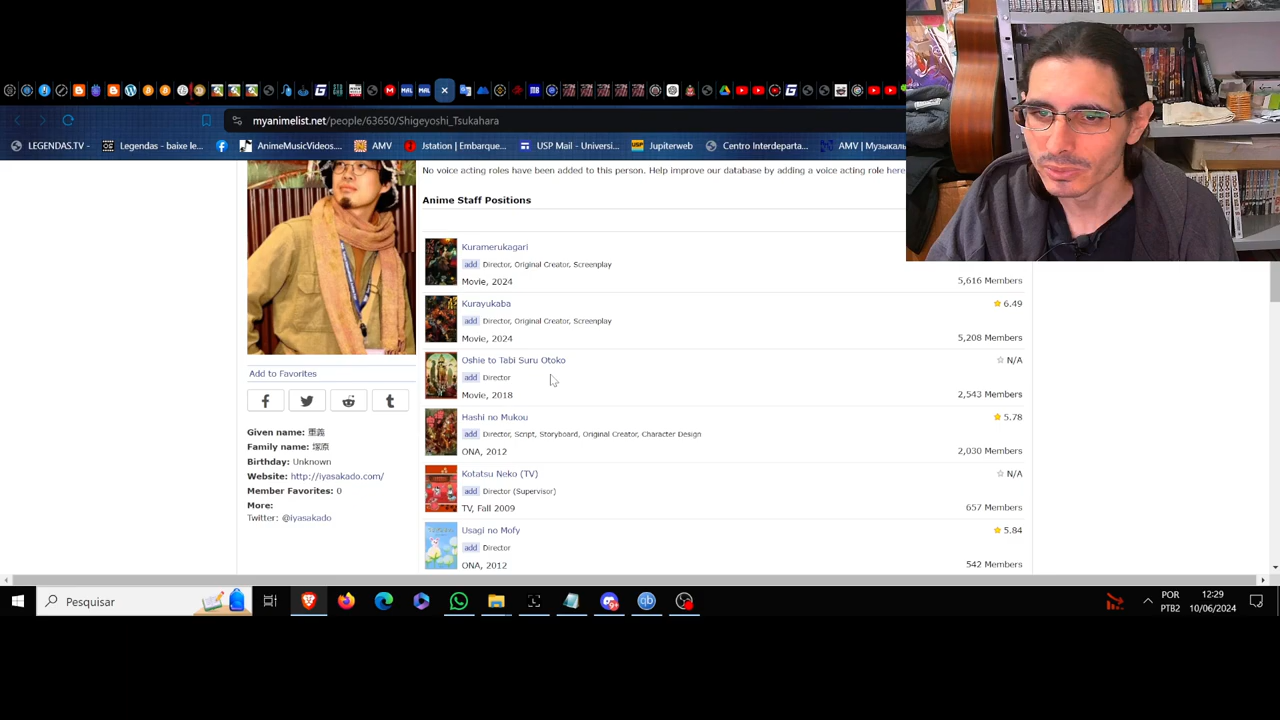 myanimelist.net/people/63650/Shigeyoshi_Tsukahara
LEGENDAS.TV - Legendas - baixe le... AnimeMusicVideos.... AMV Jstation | Embarque... USP Mail - Universi... Jupiterweb Centro Interdeparta... AMV | Музыкаль
No voice acting roles have been added to this person. Help improve our database by adding a voice acting role here
Anime Staff Positions
Kuramerukagari
add Director, Original Creator, Screenplay
Movie, 2024 5,616 Members
Kurayukaba 6.49
add Director, Original Creator, Screenplay
Movie, 2024 5,208 Members
Oshie to Tabi Suru Otoko N/A
add Director
Movie, 2018 2,543 Members
Hashi no Mukou 5.78
add Director, Script, Storyboard, Original Creator, Character Design
ONA, 2012 2,030 Members
Kotatsu Neko (TV) N/A
add Director (Supervisor)
TV, Fall 2009 657 Members
Usagi no Mofy 5.84
add Director
ONA, 2012 542 Members
Add to Favorites
Given name: 重義
Family name: 塚原
Birthday: Unknown
Website: http://iyasakado.com/
Member Favorites: 0
More:
Twitter: @iyasakado
Pesquisar
POR
PTB2
12:29
10/06/2024